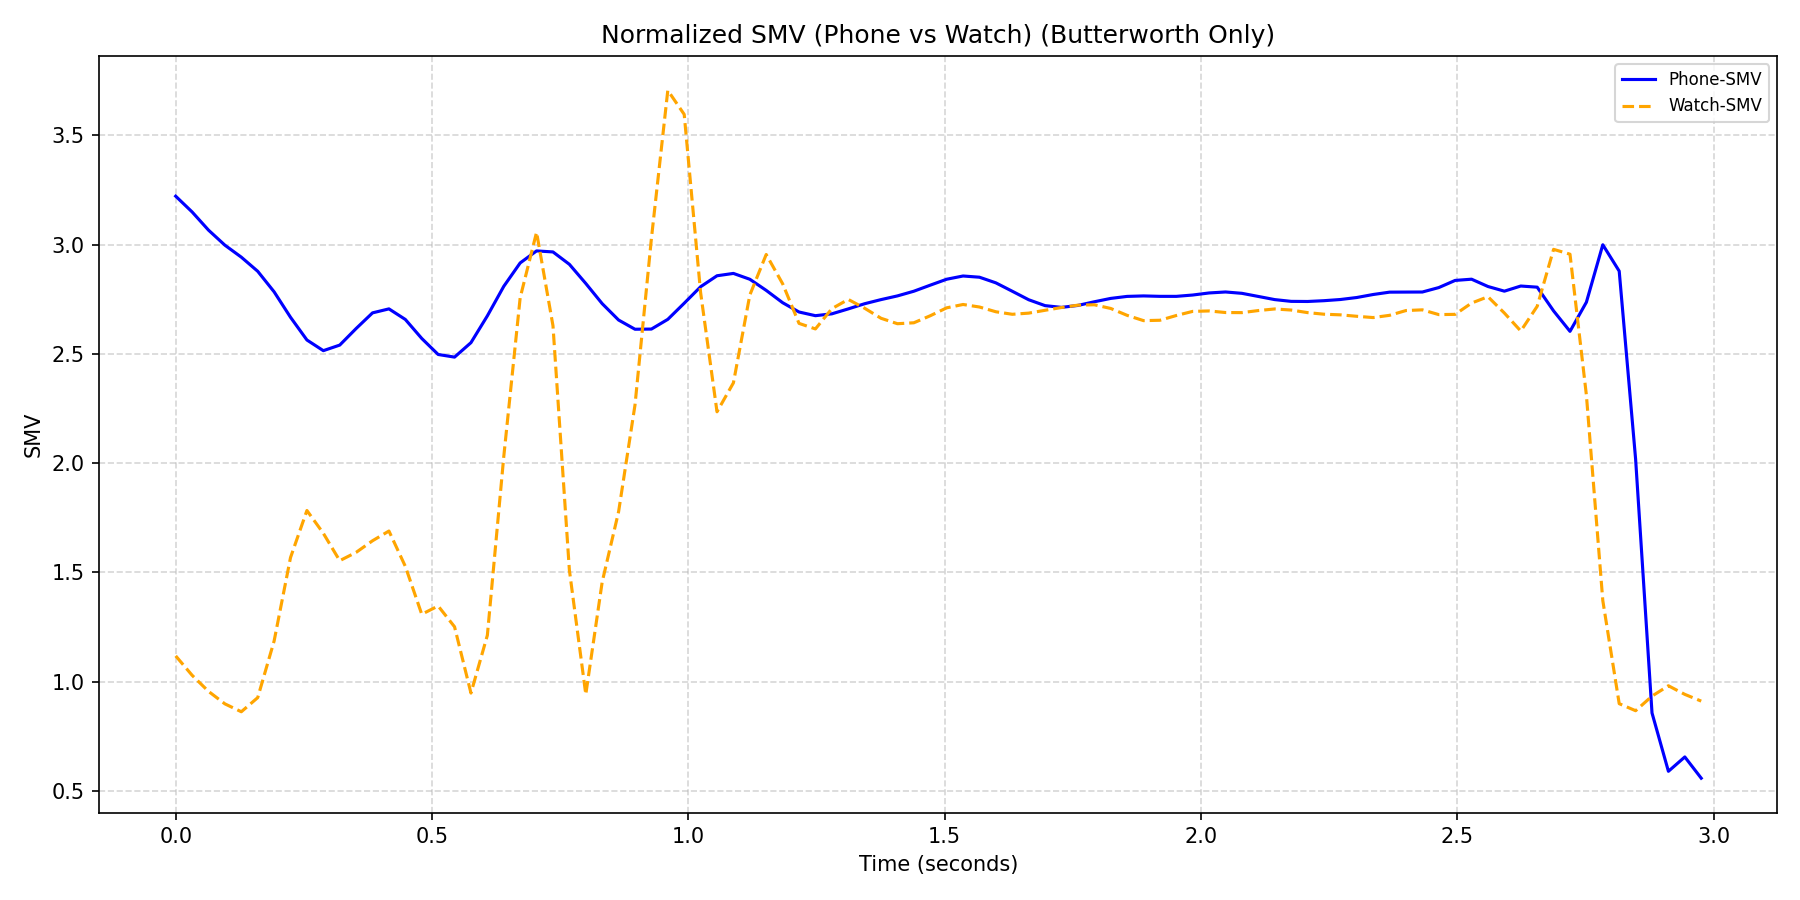 Normalized SMV (Phone vs Watch) (Butterworth Only)
Phone-SMV
Watch-SMV
SMV
3.5
3.0
2.5
2.0
1.5
1.0
0.5
0.0 0.5 1.0 1.5 2.0 2.5 3.0
Time (seconds)